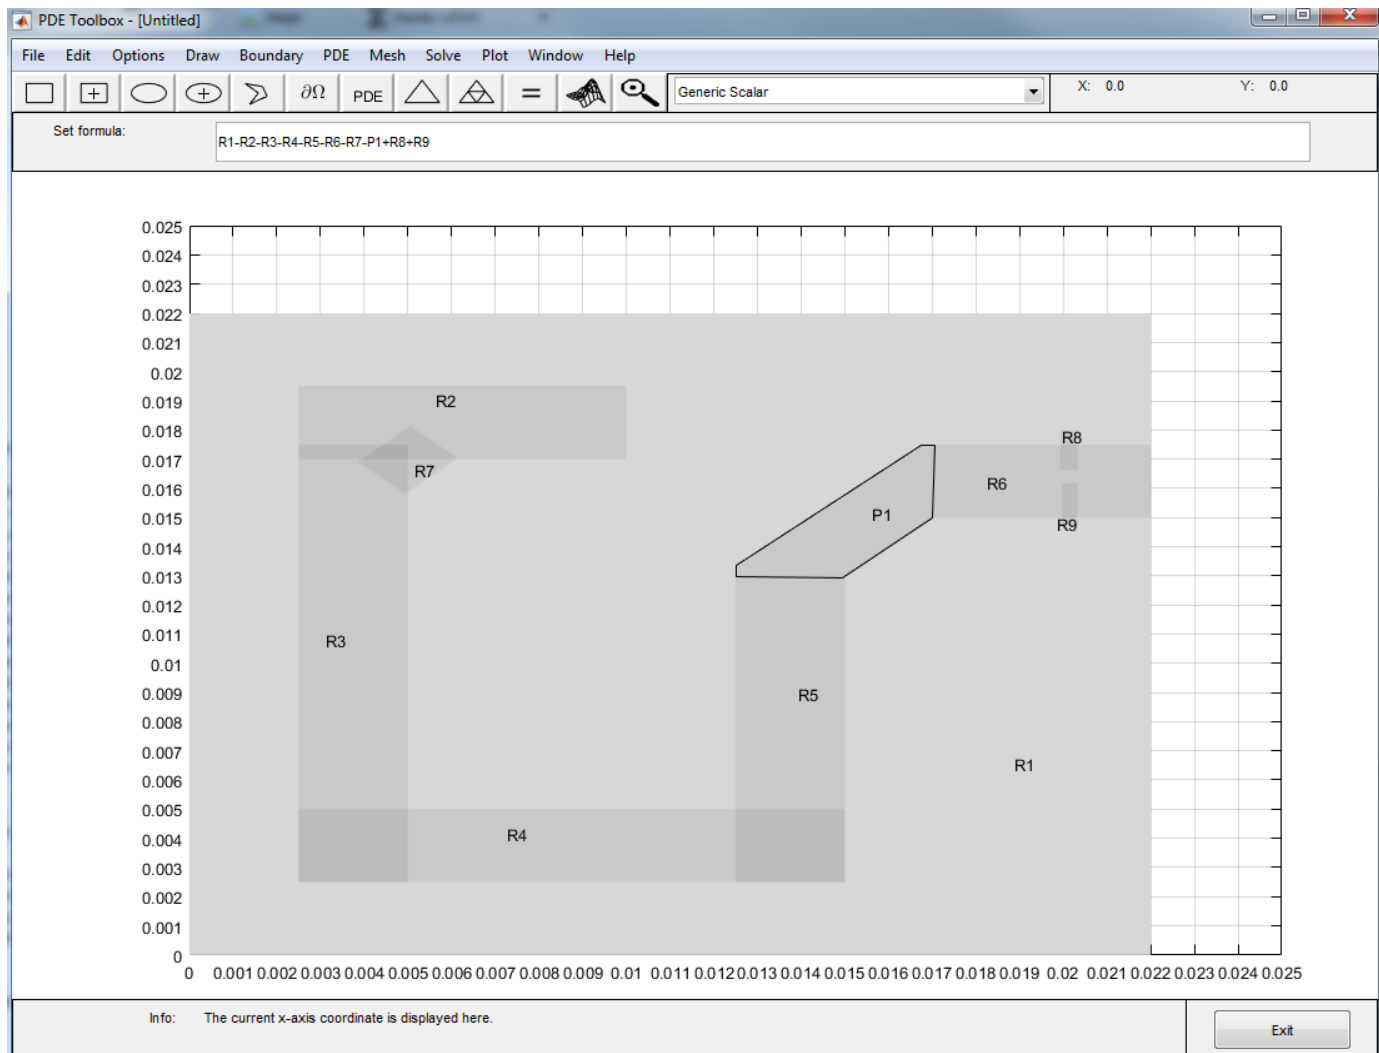 PDE Toolbox - [Untitled]
File Edit Options Draw Boundary PDE Mesh Solve Plot Window Help
∂Ω PDE = Generic Scalar X: 0.0 Y: 0.0
Set formula: R1-R2-R3-R4-R5-R6-R7-P1+R8+R9
0.025
0.024
0.023
0.022
0.021
0.02
0.019 R2
0.018 R8
0.017 R7
0.016 R6
0.015 P1 R9
0.014
0.013
0.012
0.011 R3
0.01
0.009 R5
0.008
0.007 R1
0.006
0.005
0.004 R4
0.003
0.002
0.001
0
0 0.001 0.002 0.003 0.004 0.005 0.006 0.007 0.008 0.009 0.01 0.011 0.012 0.013 0.014 0.015 0.016 0.017 0.018 0.019 0.02 0.021 0.022 0.023 0.024 0.025
Info: The current x-axis coordinate is displayed here. Exit